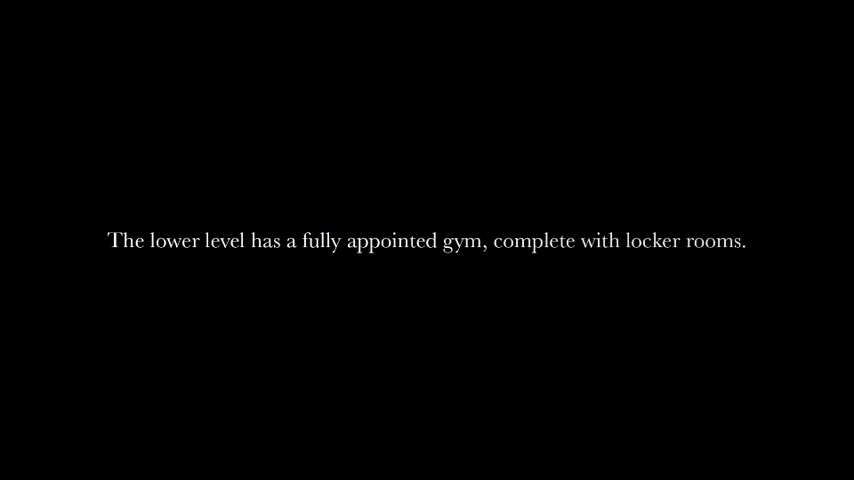 The lower level has a fully appointed gym, complete with locker rooms.